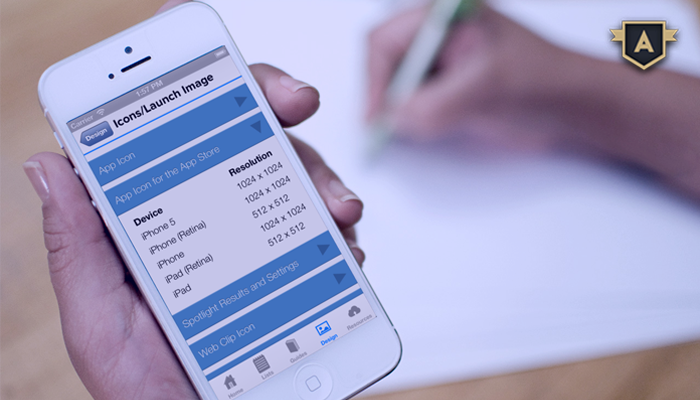 Carrier 1:57 PM
Design Icons/Launch Image
App Icon
App Icon for the App Store
Device Resolution
iPhone 5 1024 x 1024
iPhone (Retina) 1024 x 1024
iPhone 512 x 512
iPad (Retina) 1024 x 1024
iPad 512 x 512
Spotlight Results and Settings
Web Clip Icon
Home Lists Guides Design Resources
A